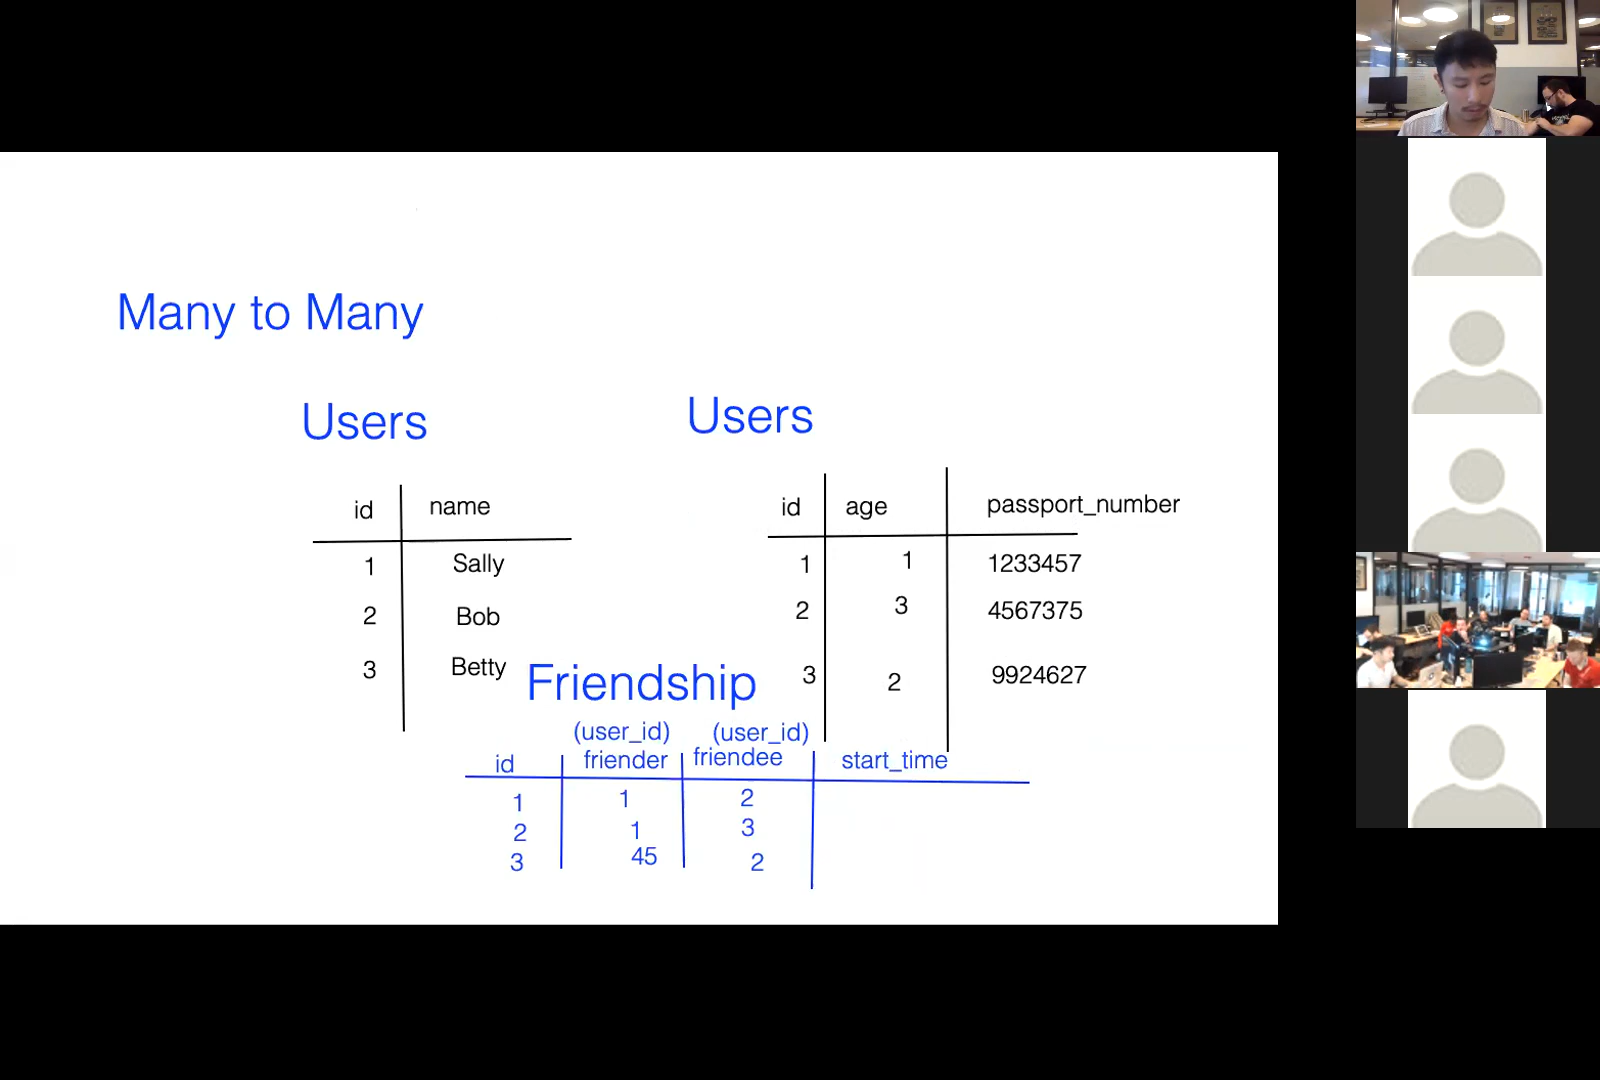 Many to Many
Users
id name
1 Sally
2 Bob
3 Betty
Users
id age passport_number
1 1 1233457
2 3 4567375
3 2 9924627
Friendship
(user_id) (user_id)
id friender friendee start_time
1 1 2
2 1 3
3 45 2